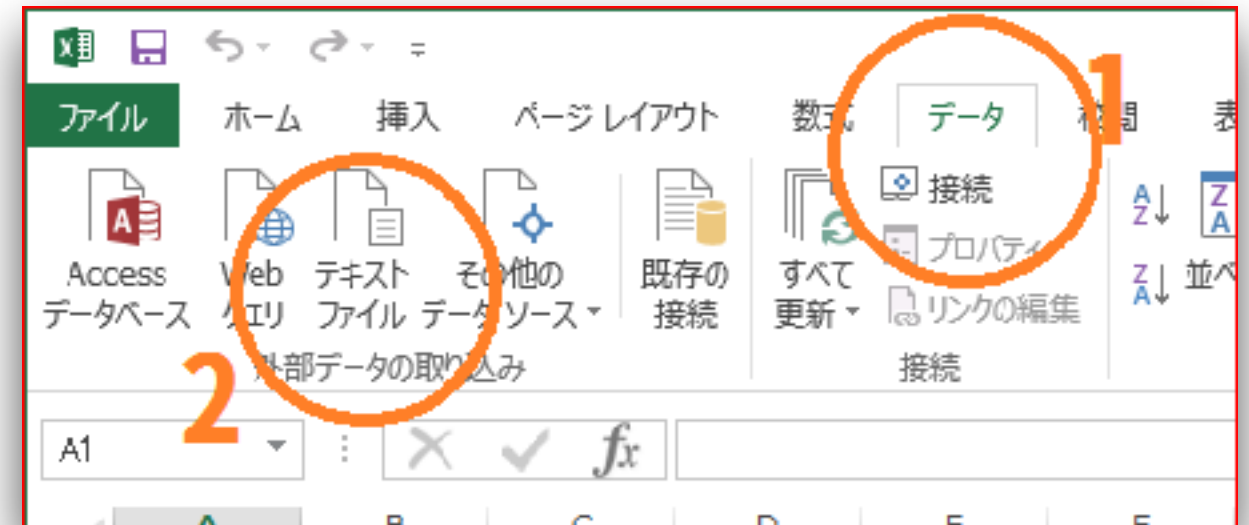 ファイル ホーム 挿入 ページ レイアウト 数式 データ 校閲 表
1
Access データベース
Web クエリ
テキスト ファイル
その他の データ ソース
既存の 接続
すべて 更新
接続
プロパティ
リンクの編集
A Z
Z A
Z A
並べ
外部データの取り込み
接続
2
A1
fx
A B C D E F